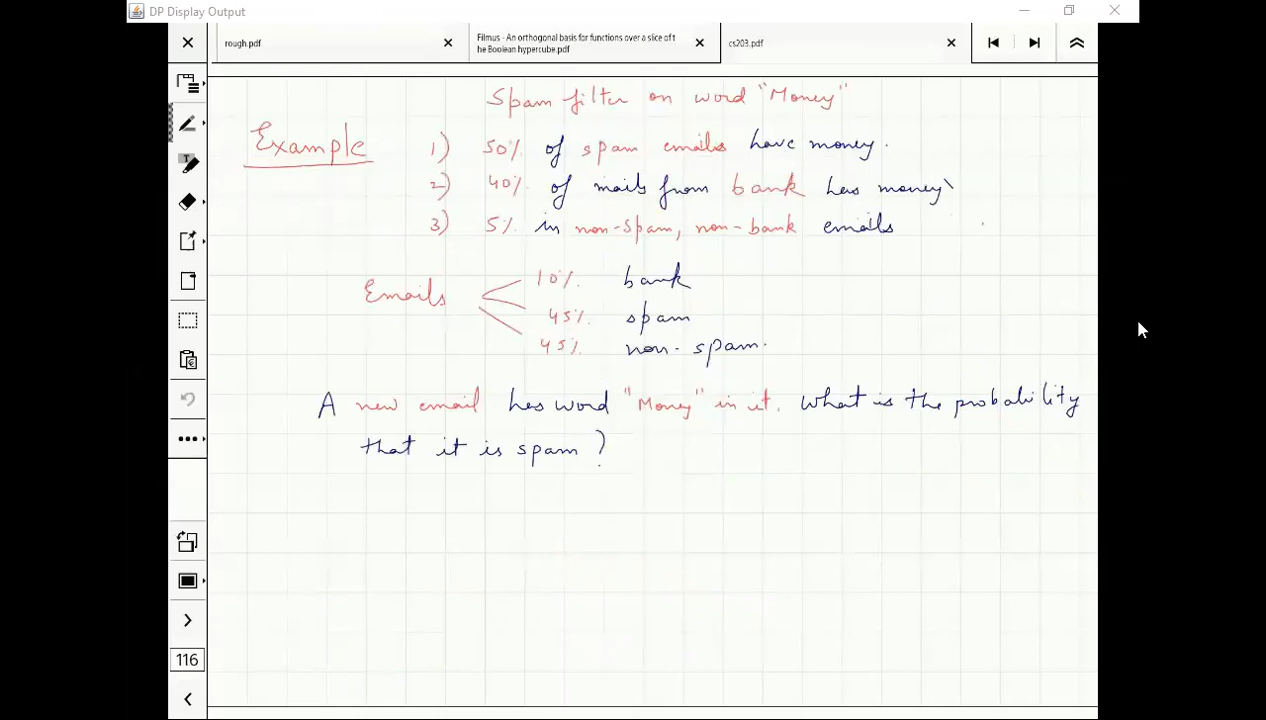 DP Display Output
rough.pdf
Filmus - An orthogonal basis for functions over a slice of t
he Boolean hypercube.pdf
cs203.pdf
Spam filter on word "Money"
Example
1) 50% of spam emails have money.
2) 40% of mails from bank has money
3) 5% in non-spam, non-bank emails
Emails
10% bank
45% spam
45% non-spam.
A new email has word "Money" in it. What is the probability
that it is spam?
116